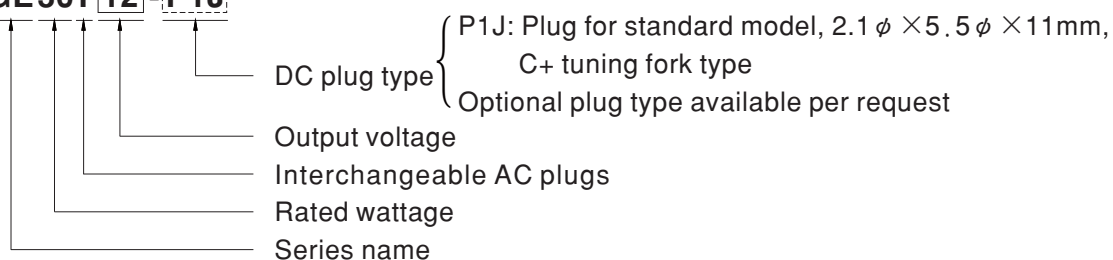 12
P1J: Plug for standard model, 2.1φ×5.5φ×11mm,
C+ tuning fork type
DC plug type
Optional plug type available per request
Output voltage
Interchangeable AC plugs
Rated wattage
Series name